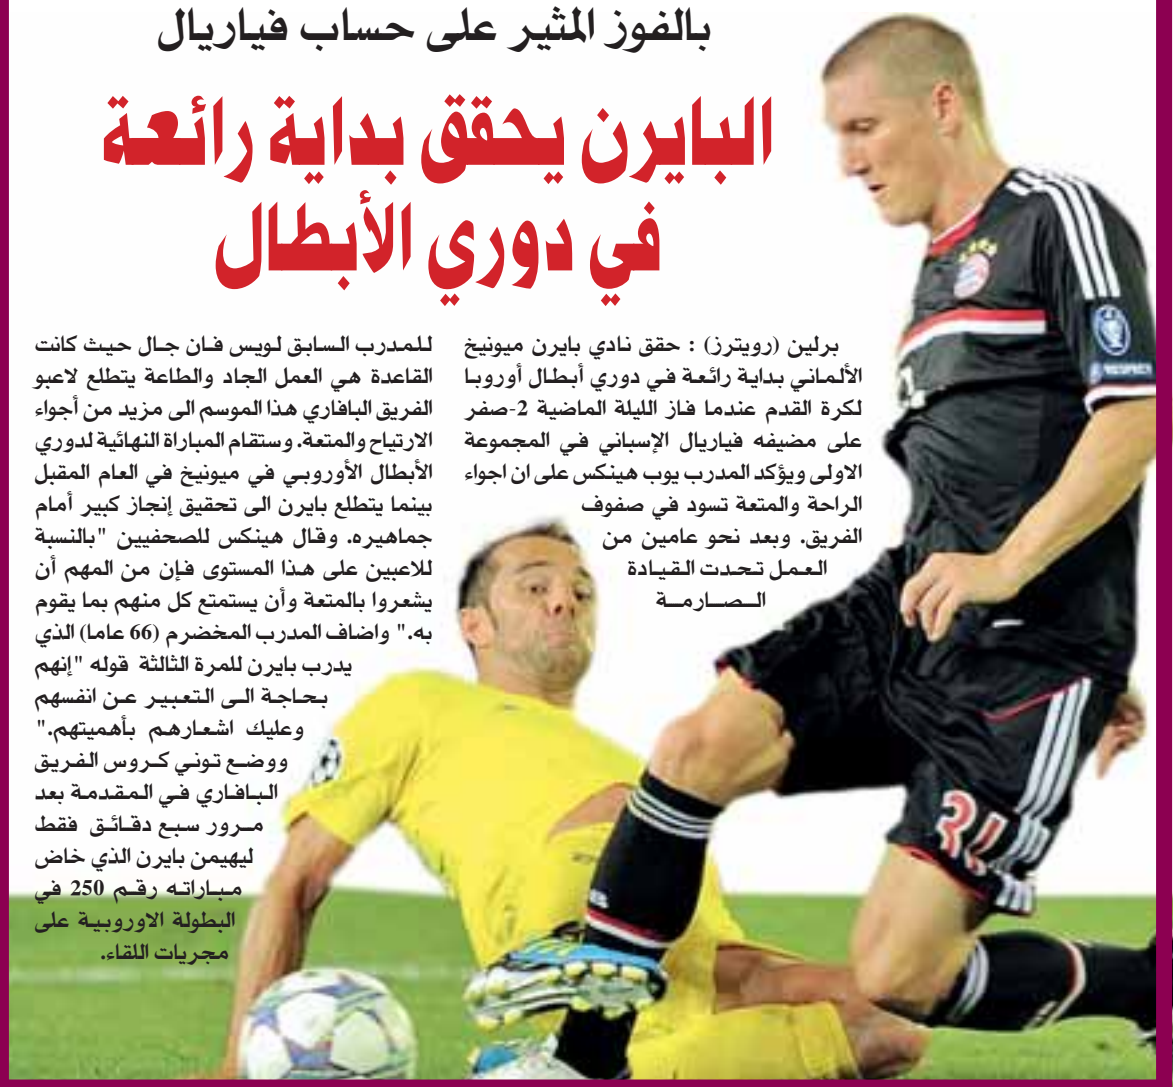 بالفوز المثير على حساب فياريال
البايرن يحقق بداية رائعة
في دوري الأبطال
برلين (رويترز) : حقق نادي بايرن ميونيخ
الألماني بداية رائعة في دوري أبطال أوروبا
لكرة القدم عندما فاز الليلة الماضية 2-صفر
على مضيفه فياريال الإسباني في المجموعة
الاولى ويؤكد المدرب يوب هينكس على ان اجواء
الراحة والمتعة تسود في صفوف
الفريق. وبعد نحو عامين من
العمل تحدت القيادة
الصارمة
للمدرب السابق لويس فان جال حيث كانت
القاعدة هي العمل الجاد والطاعة يتطلع لاعبو
الفريق البافاري هذا الموسم الى مزيد من أجواء
الارتياح والمتعة. وستقام المباراة النهائية لدوري
الأبطال الأوروبي في ميونيخ في العام المقبل
بينما يتطلع بايرن الى تحقيق إنجاز كبير أمام
جماهيره. وقال هينكس للصحفيين "بالنسبة
للاعبين على هذا المستوى فإن من المهم أن
يشعروا بالمتعة وأن يستمتع كل منهم بما يقوم
به." واضاف المدرب المخضرم (66 عاما) الذي
يدرب بايرن للمرة الثالثة قوله "إنهم
بحاجة الى التعبير عن انفسهم
وعليك اشعارهم بأهميتهم."
ووضع توني كروس الفريق
البافاري في المقدمة بعد
مرور سبع دقائق فقط
ليهيمن بايرن الذي خاض
مباراته رقم 250 في
البطولة الاوروبية على
مجريات اللقاء.
RESPECT
31